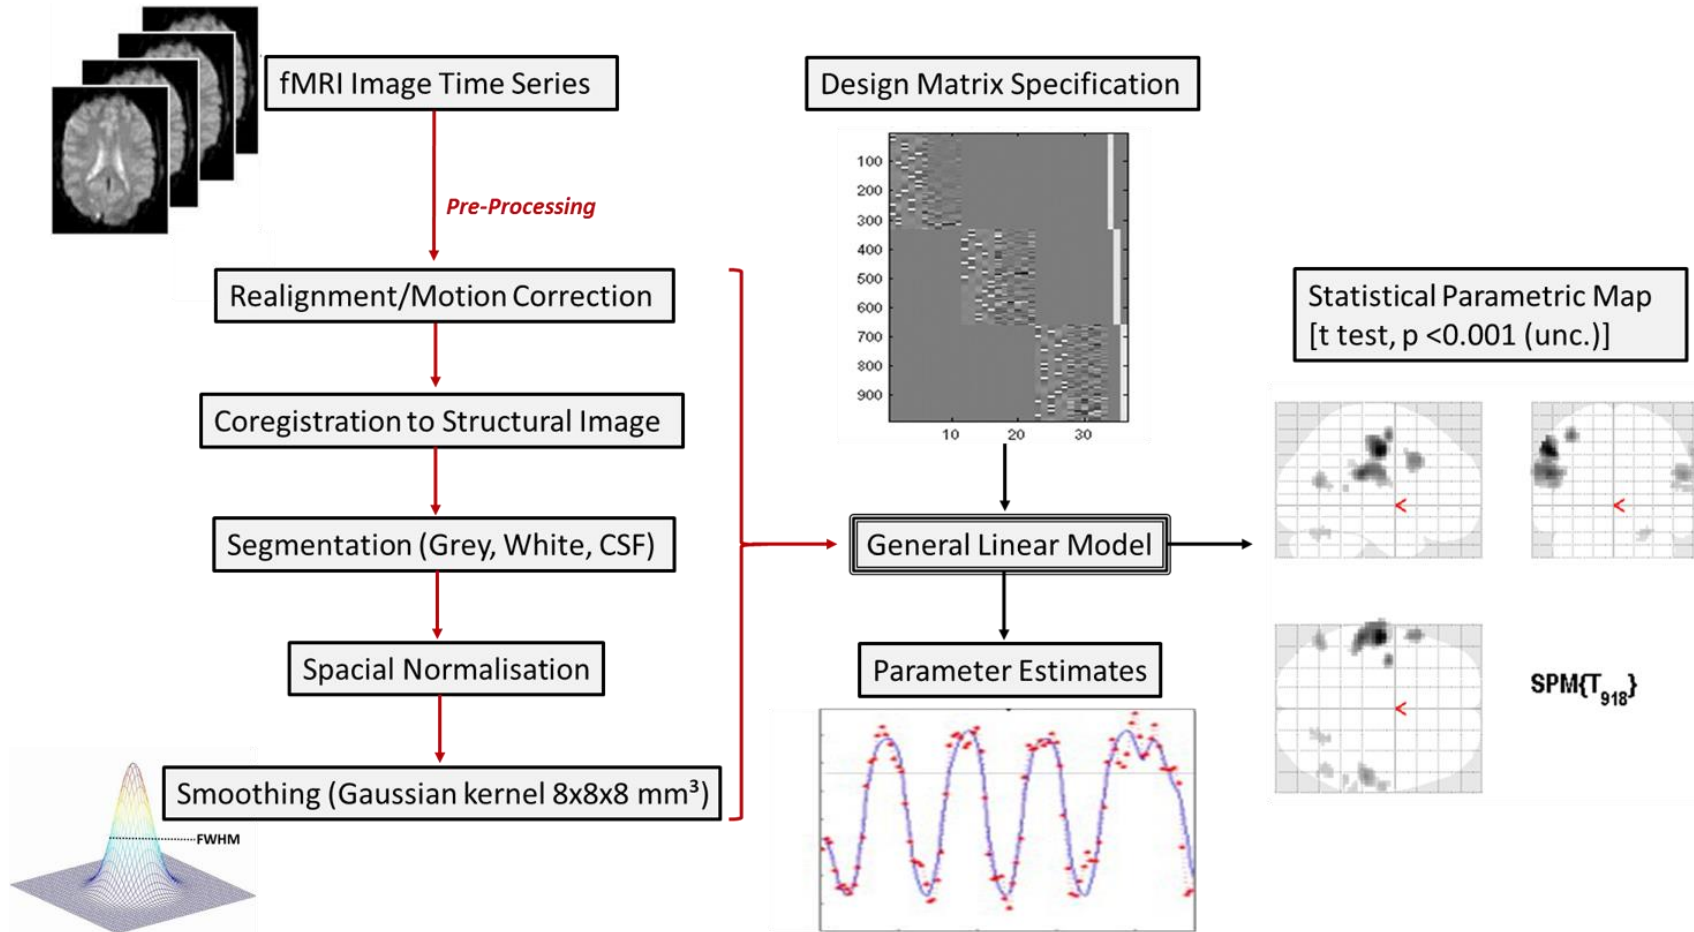 fMRI Image Time Series
Pre-Processing
Realignment/Motion Correction
Coregistration to Structural Image
Segmentation (Grey, White, CSF)
Spacial Normalisation
Smoothing (Gaussian kernel 8x8x8 mm³)
FWHM
Design Matrix Specification
100
200
300
400
500
600
700
800
900
10 20 30
General Linear Model
Parameter Estimates
Statistical Parametric Map
[t test, p <0.001 (unc.)]
<
<
<
SPM{T₉₁₈}